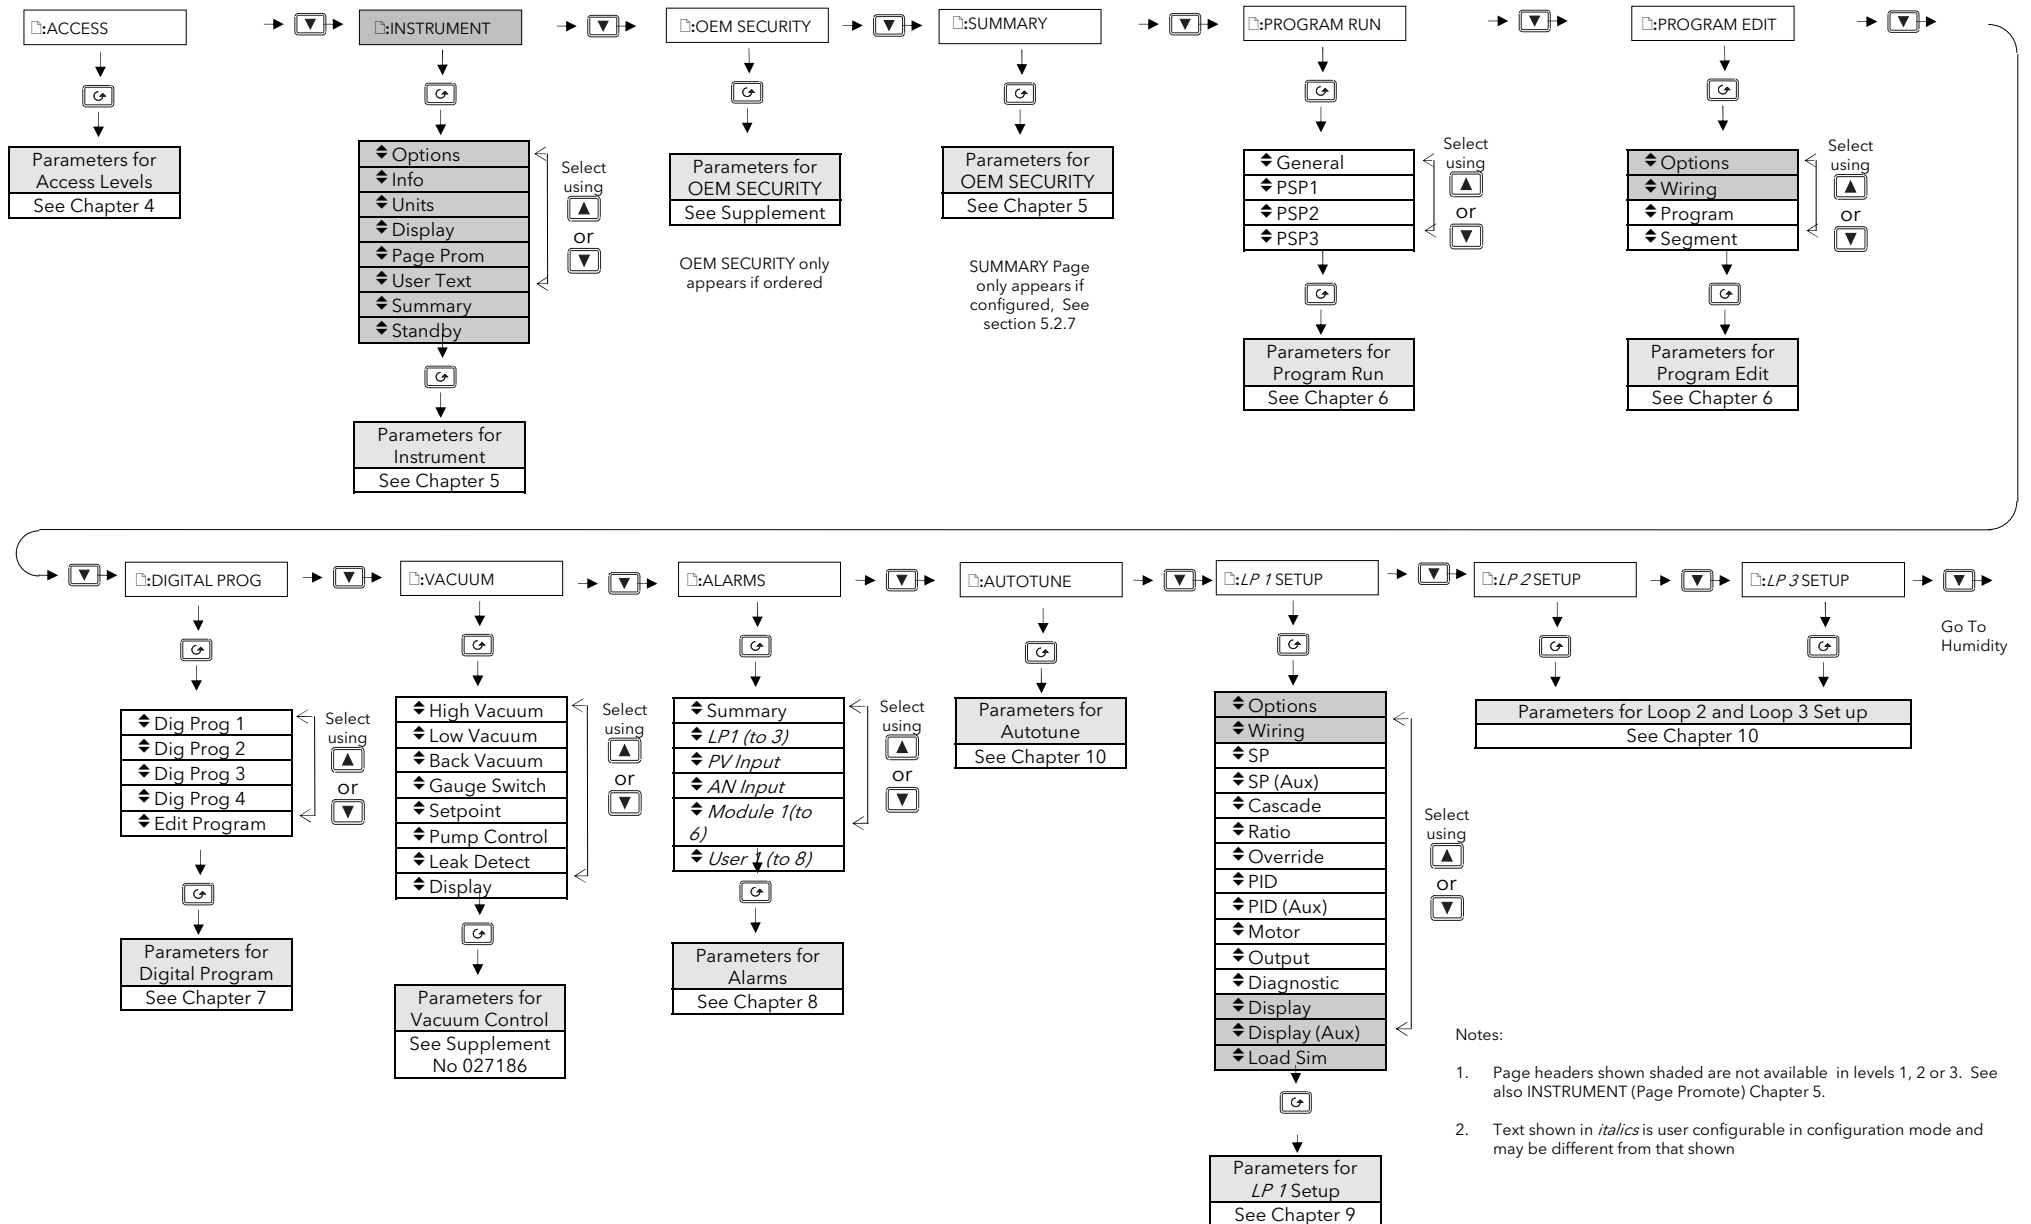 :ACCESS
:INSTRUMENT
:OEM SECURITY
:SUMMARY
:PROGRAM RUN
:PROGRAM EDIT
Parameters for
Access Levels
See Chapter 4
Options
Info
Units
Display
Page Prom
User Text
Summary
Standby
Select
using
or
Parameters for
Instrument
See Chapter 5
Parameters for
OEM SECURITY
See Supplement
OEM SECURITY only
appears if ordered
Parameters for
OEM SECURITY
See Chapter 5
SUMMARY Page
only appears if
configured, See
section 5.2.7
General
PSP1
PSP2
PSP3
Select
using
or
Parameters for
Program Run
See Chapter 6
Options
Wiring
Program
Segment
Select
using
or
Parameters for
Program Edit
See Chapter 6
:DIGITAL PROG
:VACUUM
:ALARMS
:AUTOTUNE
:LP 1 SETUP
:LP 2 SETUP
:LP 3 SETUP
Go To
Humidity
Dig Prog 1
Dig Prog 2
Dig Prog 3
Dig Prog 4
Edit Program
Select
using
or
Parameters for
Digital Program
See Chapter 7
High Vacuum
Low Vacuum
Back Vacuum
Gauge Switch
Setpoint
Pump Control
Leak Detect
Display
Select
using
or
Parameters for
Vacuum Control
See Supplement
No 027186
Summary
LP1 (to 3)
PV Input
AN Input
Module 1(to
6)
User 1 (to 8)
Select
using
or
Parameters for
Alarms
See Chapter 8
Parameters for
Autotune
See Chapter 10
Options
Wiring
SP
SP (Aux)
Cascade
Ratio
Override
PID
PID (Aux)
Motor
Output
Diagnostic
Display
Display (Aux)
Load Sim
Select
using
or
Parameters for
LP 1 Setup
See Chapter 9
Parameters for Loop 2 and Loop 3 Set up
See Chapter 10
Notes:
1. Page headers shown shaded are not available in levels 1, 2 or 3. See
also INSTRUMENT (Page Promote) Chapter 5.
2. Text shown in italics is user configurable in configuration mode and
may be different from that shown